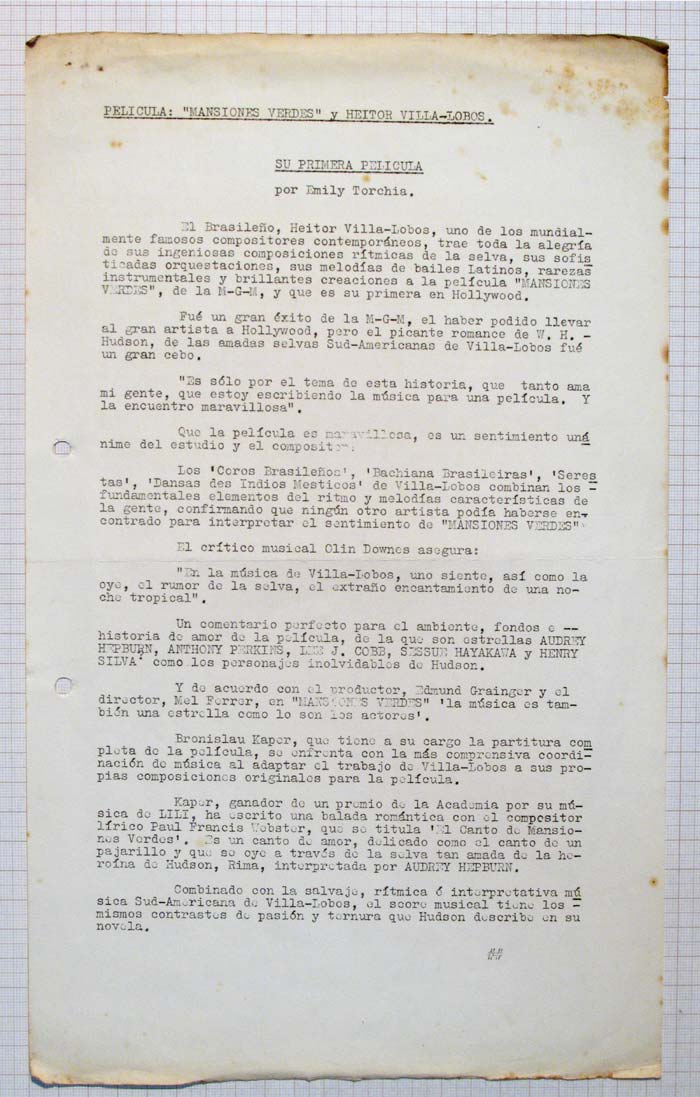 PELICULA: "MANSIONES VERDES" y HEITOR VILLA-LOBOS.
SU PRIMERA PELICULA
por Emily Torchia.
El Brasileño, Heitor Villa-Lobos, uno de los mundial-
mente famosos compositores contemporáneos, trae toda la alegría
de sus ingeniosas composiciones rítmicas de la selva, sus sofis
ticadas orquestaciones, sus melodías de bailes Latinos, rarezas
instrumentales y brillantes creaciones a la película "MANSIONES
VERDES", de la M-G-M, y que es su primera en Hollywood.
Fué un gran éxito de la M-G-M, el haber podido llevar
al gran artista a Hollywood, pero el picante romance de W. H. -
Hudson, de las amadas selvas Sud-Americanas de Villa-Lobos fué
un gran cebo.
"Es sólo por el tema de esta historia, que tanto ama
mi gente, que estoy escribiendo la música para una película. Y
la encuentro maravillosa".
Que la película es maravillosa, es un sentimiento uná
nime del estudio y el compositor.
Los 'Coros Brasileños', 'Bachiana Brasileiras', 'Seres -
tas', 'Dansas des Indios Mesticos' de Villa-Lobos combinan los
fundamentales elementos del ritmo y melodías características de
la gente, confirmando que ningún otro artista podía haberse en-
contrado para interpretar el sentimiento de "MANSIONES VERDES".
El crítico musical Olin Downes asegura:
"En la música de Villa-Lobos, uno siente, así como la
oye, el rumor de la selva, el extraño encantamiento de una no-
che tropical".
Un comentario perfecto para el ambiente, fondos e --
historia de amor de la película, de la que son estrellas AUDREY
HEPBURN, ANTHONY PERKINS, LEE J. COBB, SESSUE HAYAKAWA y HENRY
SILVA como los personajes inolvidables de Hudson.
Y de acuerdo con el productor, Edmund Grainger y el
director, Mel Ferrer, en "MANSIONES VERDES" 'la música es tam-
bién una estrella como lo son los actores'.
Bronislau Kaper, que tiene a su cargo la partitura com
pleta de la película, se enfrenta con la más comprensiva coordi-
nación de música al adaptar el trabajo de Villa-Lobos a sus pro-
pias composiciones originales para la película.
Kaper, ganador de un premio de la Academia por su mú-
sica de LILI, ha escrito una balada romántica con el compositor
lírico Paul Francis Webster, que se titula 'El Canto de Mansio-
nes Verdes'. Es un canto de amor, delicado como el canto de un
pajarillo y que se oye a través de la selva tan amada de la he-
roína de Hudson, Rima, interpretada por AUDREY HEPBURN.
Combinado con la salvaje, rítmica é interpretativa mú
sica Sud-Americana de Villa-Lobos, el score musical tiene los -
mismos contrastes de pasión y ternura que Hudson describe en su
novela.